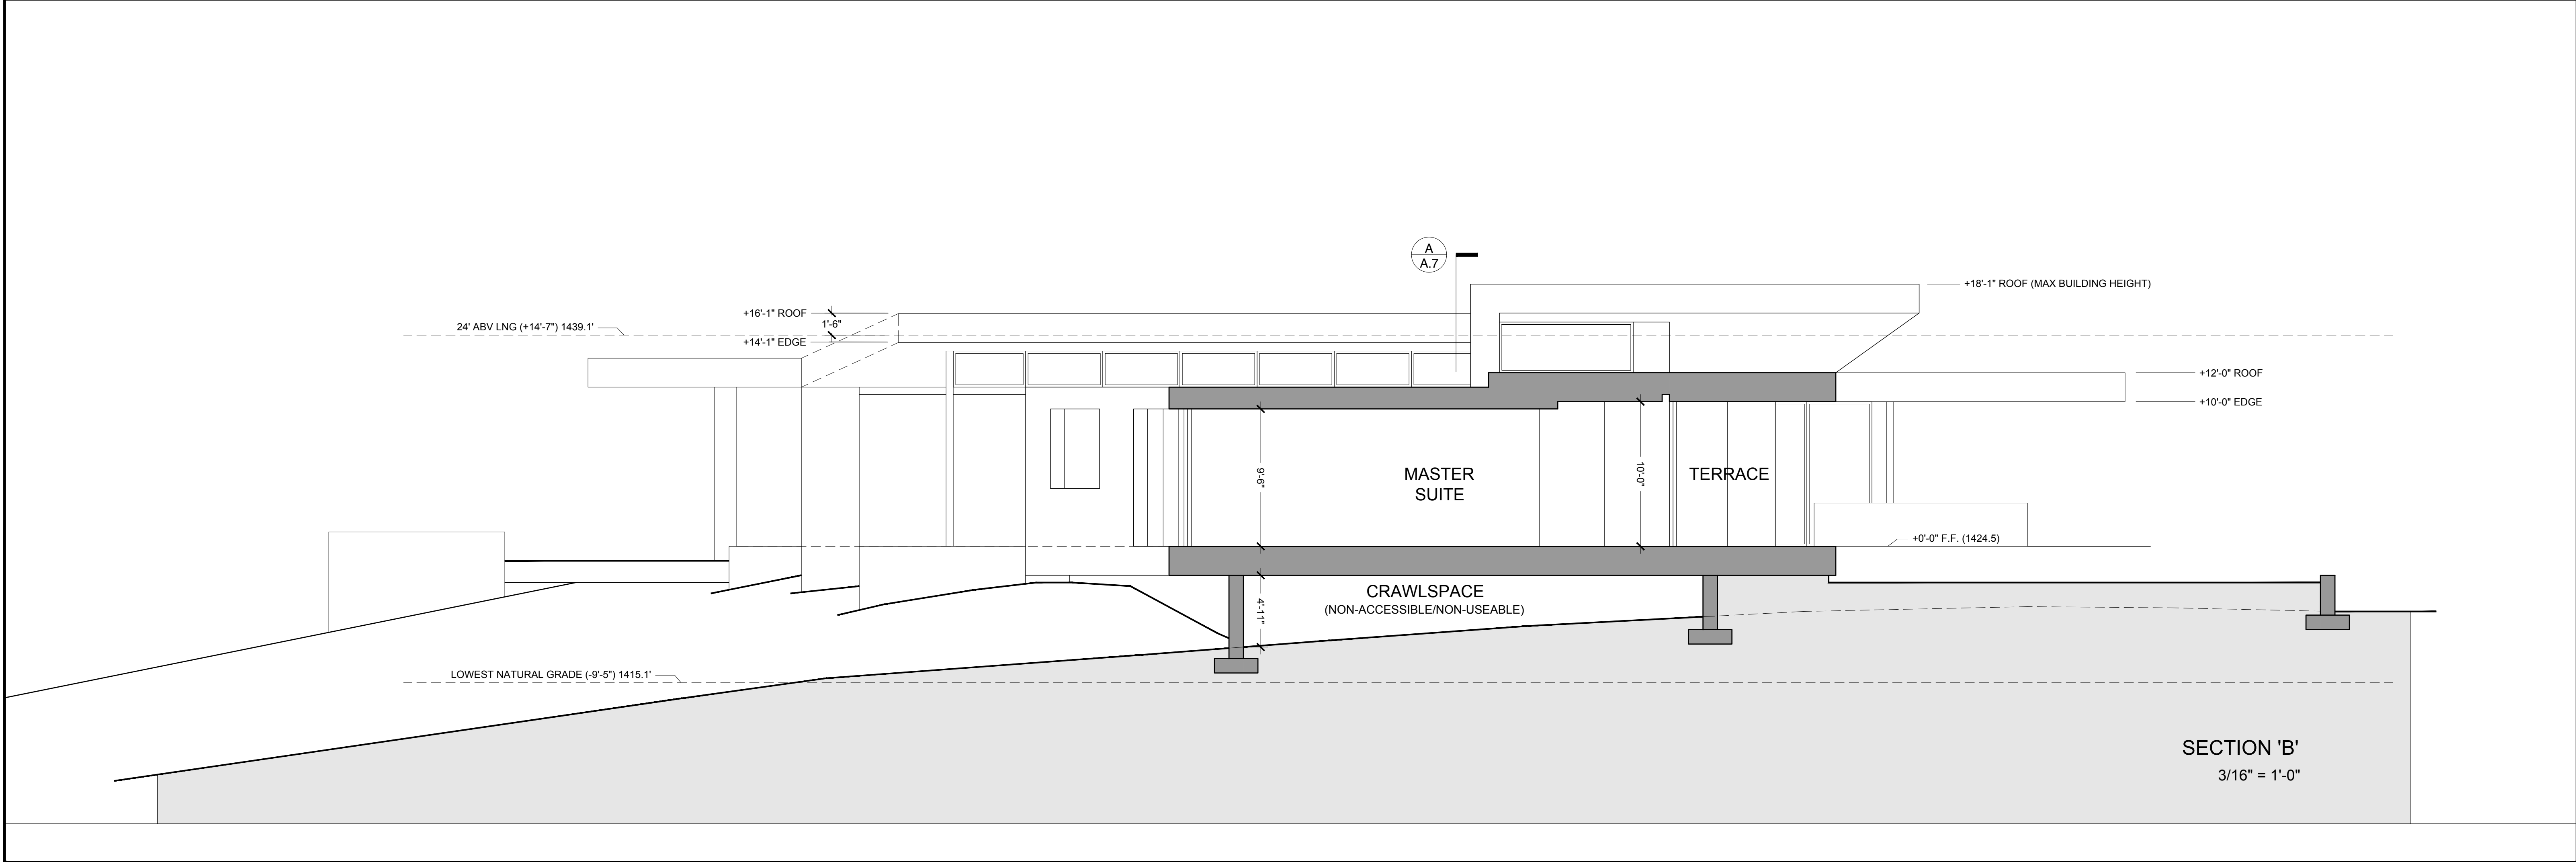 A
A.7
+18'-1" ROOF (MAX BUILDING HEIGHT)
+16'-1" ROOF
1'-6"
24' ABV LNG (+14'-7") 1439.1'
+14'-1" EDGE
+12'-0" ROOF
+10'-0" EDGE
9'-6"
MASTER
SUITE
10'-0"
TERRACE
+0'-0" F.F. (1424.5)
4'-11"
CRAWLSPACE
(NON-ACCESSIBLE/NON-USEABLE)
LOWEST NATURAL GRADE (-9'-5") 1415.1'
SECTION 'B'
3/16" = 1'-0"